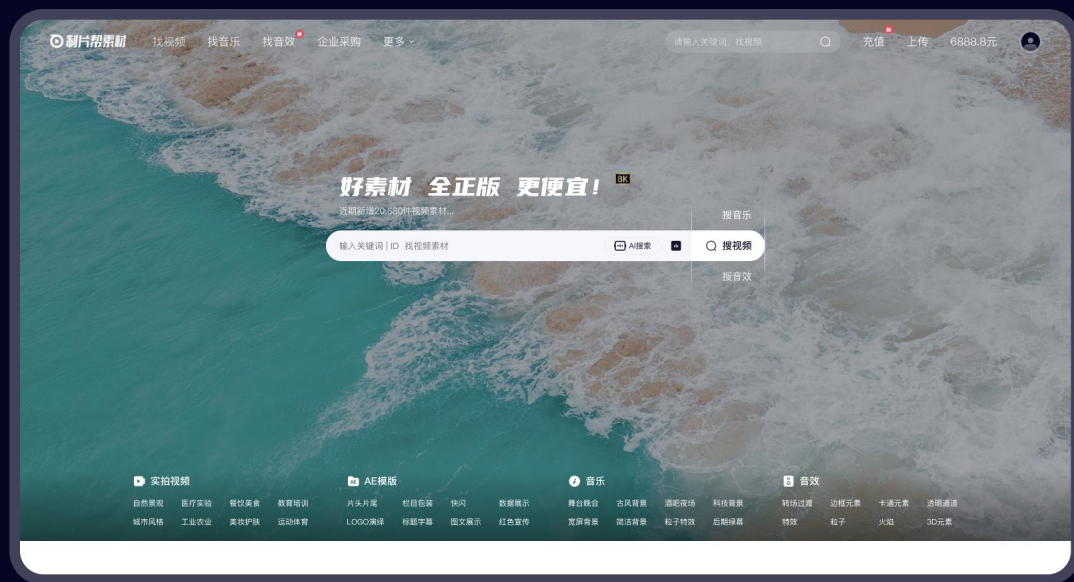 制片帮素材 找视频 找音乐 找音效 企业采购 更多 请输入关键词, 找视频 充值 上传 6888.8元
好素材 全正版 更便宜! 8K
近期新增20,680件视频素材...
搜音乐
输入关键词 | ID 找视频素材 AI搜索 搜视频
搜音效
实拍视频 AE模版 音乐 音效
自然景观 医疗实验 餐饮美食 教育培训 片头片尾 栏目包装 快闪 数据展示 舞台晚会 古风背景 酒吧夜场 科技背景 转场过渡 边框元素 卡通元素 透明通道
城市风格 工业农业 美妆护肤 运动体育 LOGO演绎 标题字幕 图文展示 红色宣传 宽屏背景 简洁背景 粒子特效 后期绿幕 特效 粒子 火焰 3D元素